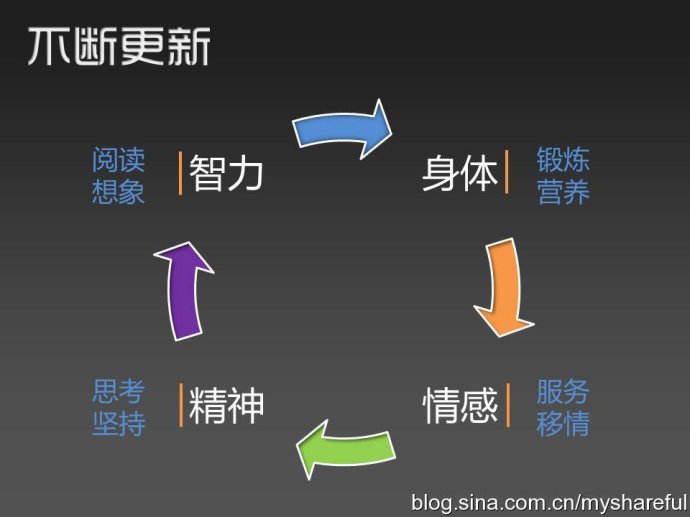 不断更新
阅读
想象
智力
身体
锻炼
营养
思考
坚持
精神
情感
服务
移情
blog.sina.com.cn/myshareful